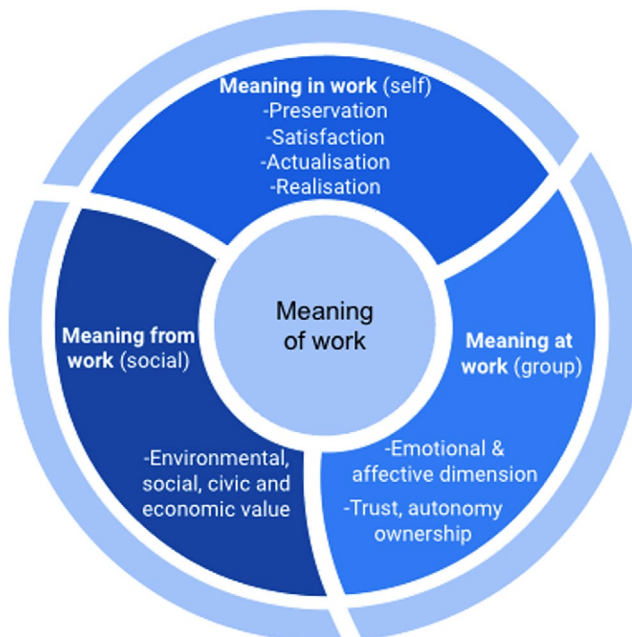 Meaning in work (self)
-Preservation
-Satisfaction
-Actualisation
-Realisation
Meaning
of work
Meaning from
work (social)
-Environmental,
social, civic and
economic value
Meaning at
work (group)
-Emotional &
affective dimension
-Trust, autonomy
ownership